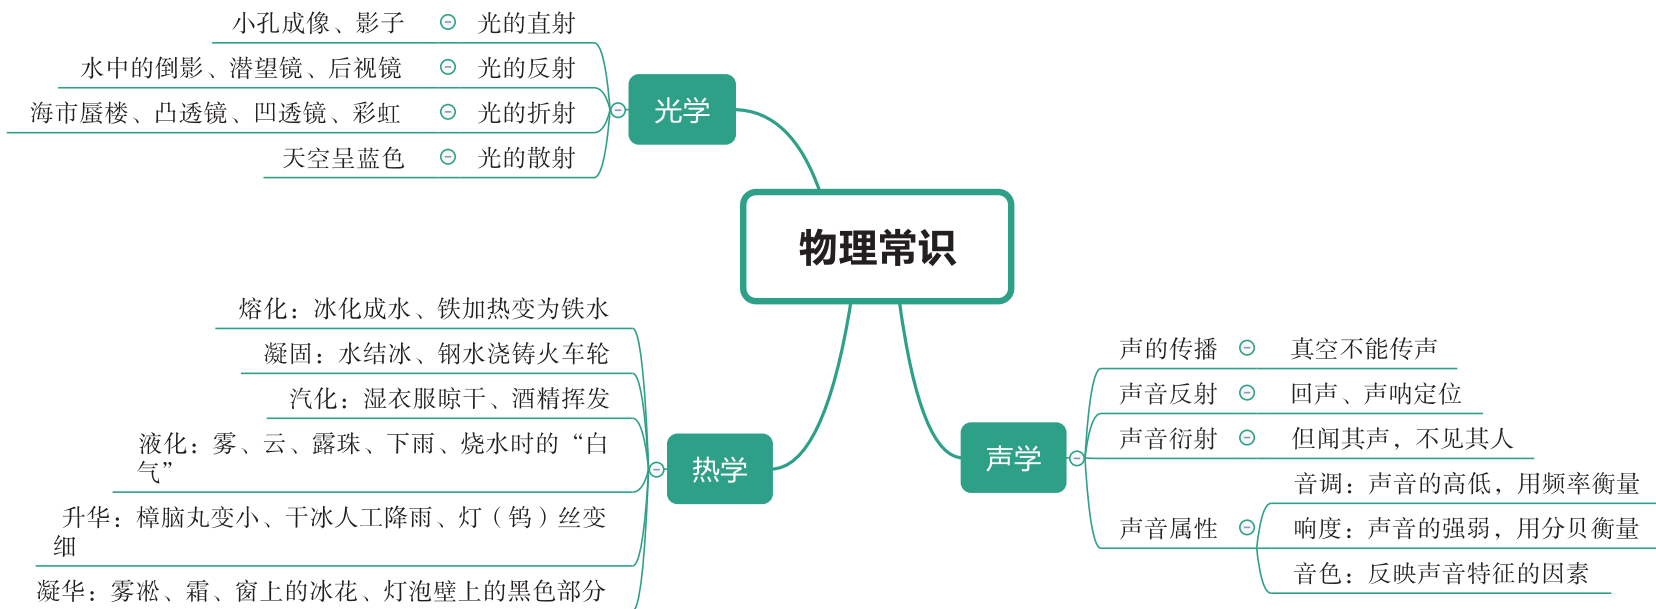 物理常识
光学
光的直射
小孔成像、影子
光的反射
水中的倒影、潜望镜、后视镜
光的折射
海市蜃楼、凸透镜、凹透镜、彩虹
光的散射
天空呈蓝色
热学
熔化：冰化成水、铁加热变为铁水
凝固：水结冰、钢水浇铸火车轮
汽化：湿衣服晾干、酒精挥发
液化：雾、云、露珠、下雨、烧水时的“白
气”
升华：樟脑丸变小、干冰人工降雨、灯（钨）丝变
细
凝华：雾凇、霜、窗上的冰花、灯泡壁上的黑色部分
声学
声的传播
真空不能传声
声音反射
回声、声呐定位
声音衍射
但闻其声，不见其人
声音属性
音调：声音的高低，用频率衡量
响度：声音的强弱，用分贝衡量
音色：反映声音特征的因素